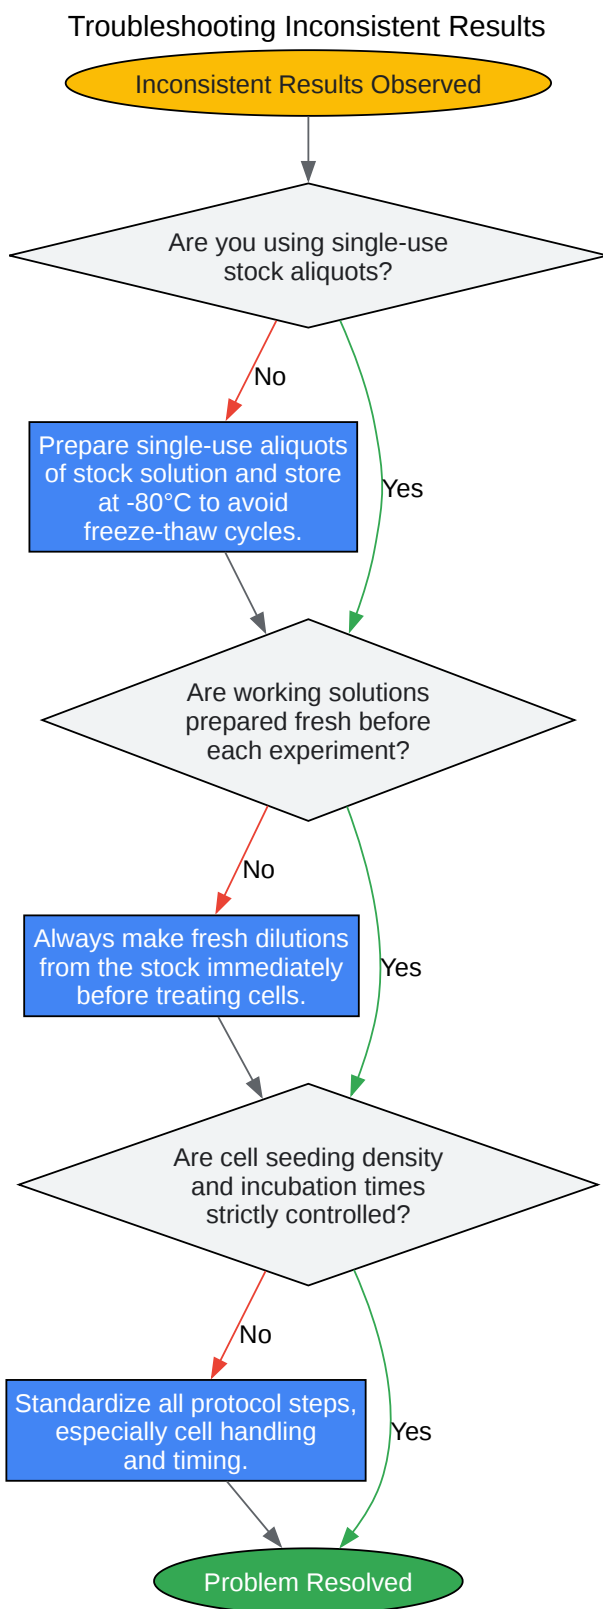 Troubleshooting Inconsistent Results
Inconsistent Results Observed
Are you using single-use
stock aliquots?
No
Prepare single-use aliquots
of stock solution and store
at -80°C to avoid
freeze-thaw cycles.
Yes
Are working solutions
prepared fresh before
each experiment?
No
Always make fresh dilutions
from the stock immediately
before treating cells.
Yes
Are cell seeding density
and incubation times
strictly controlled?
No
Standardize all protocol steps,
especially cell handling
and timing.
Yes
Problem Resolved